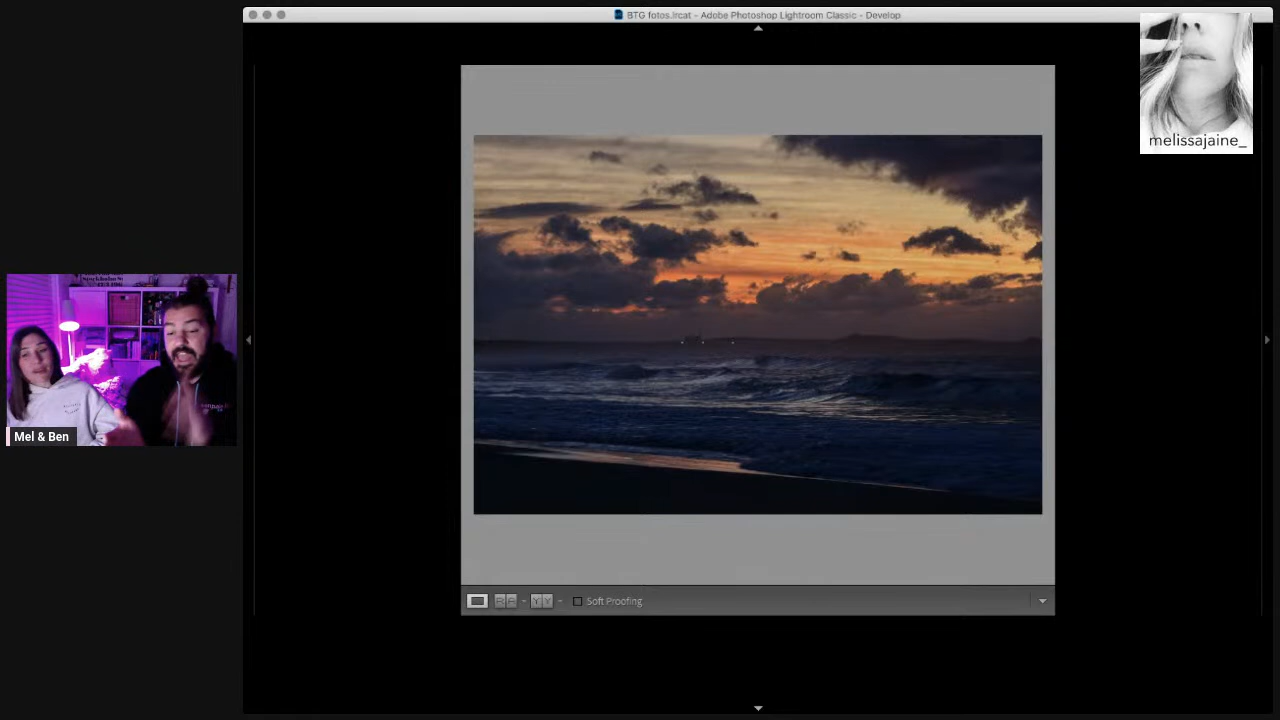 BTG fotos.lrcat - Adobe Photoshop Lightroom Classic - Develop
melissajaine_
Mel & Ben
Soft Proofing